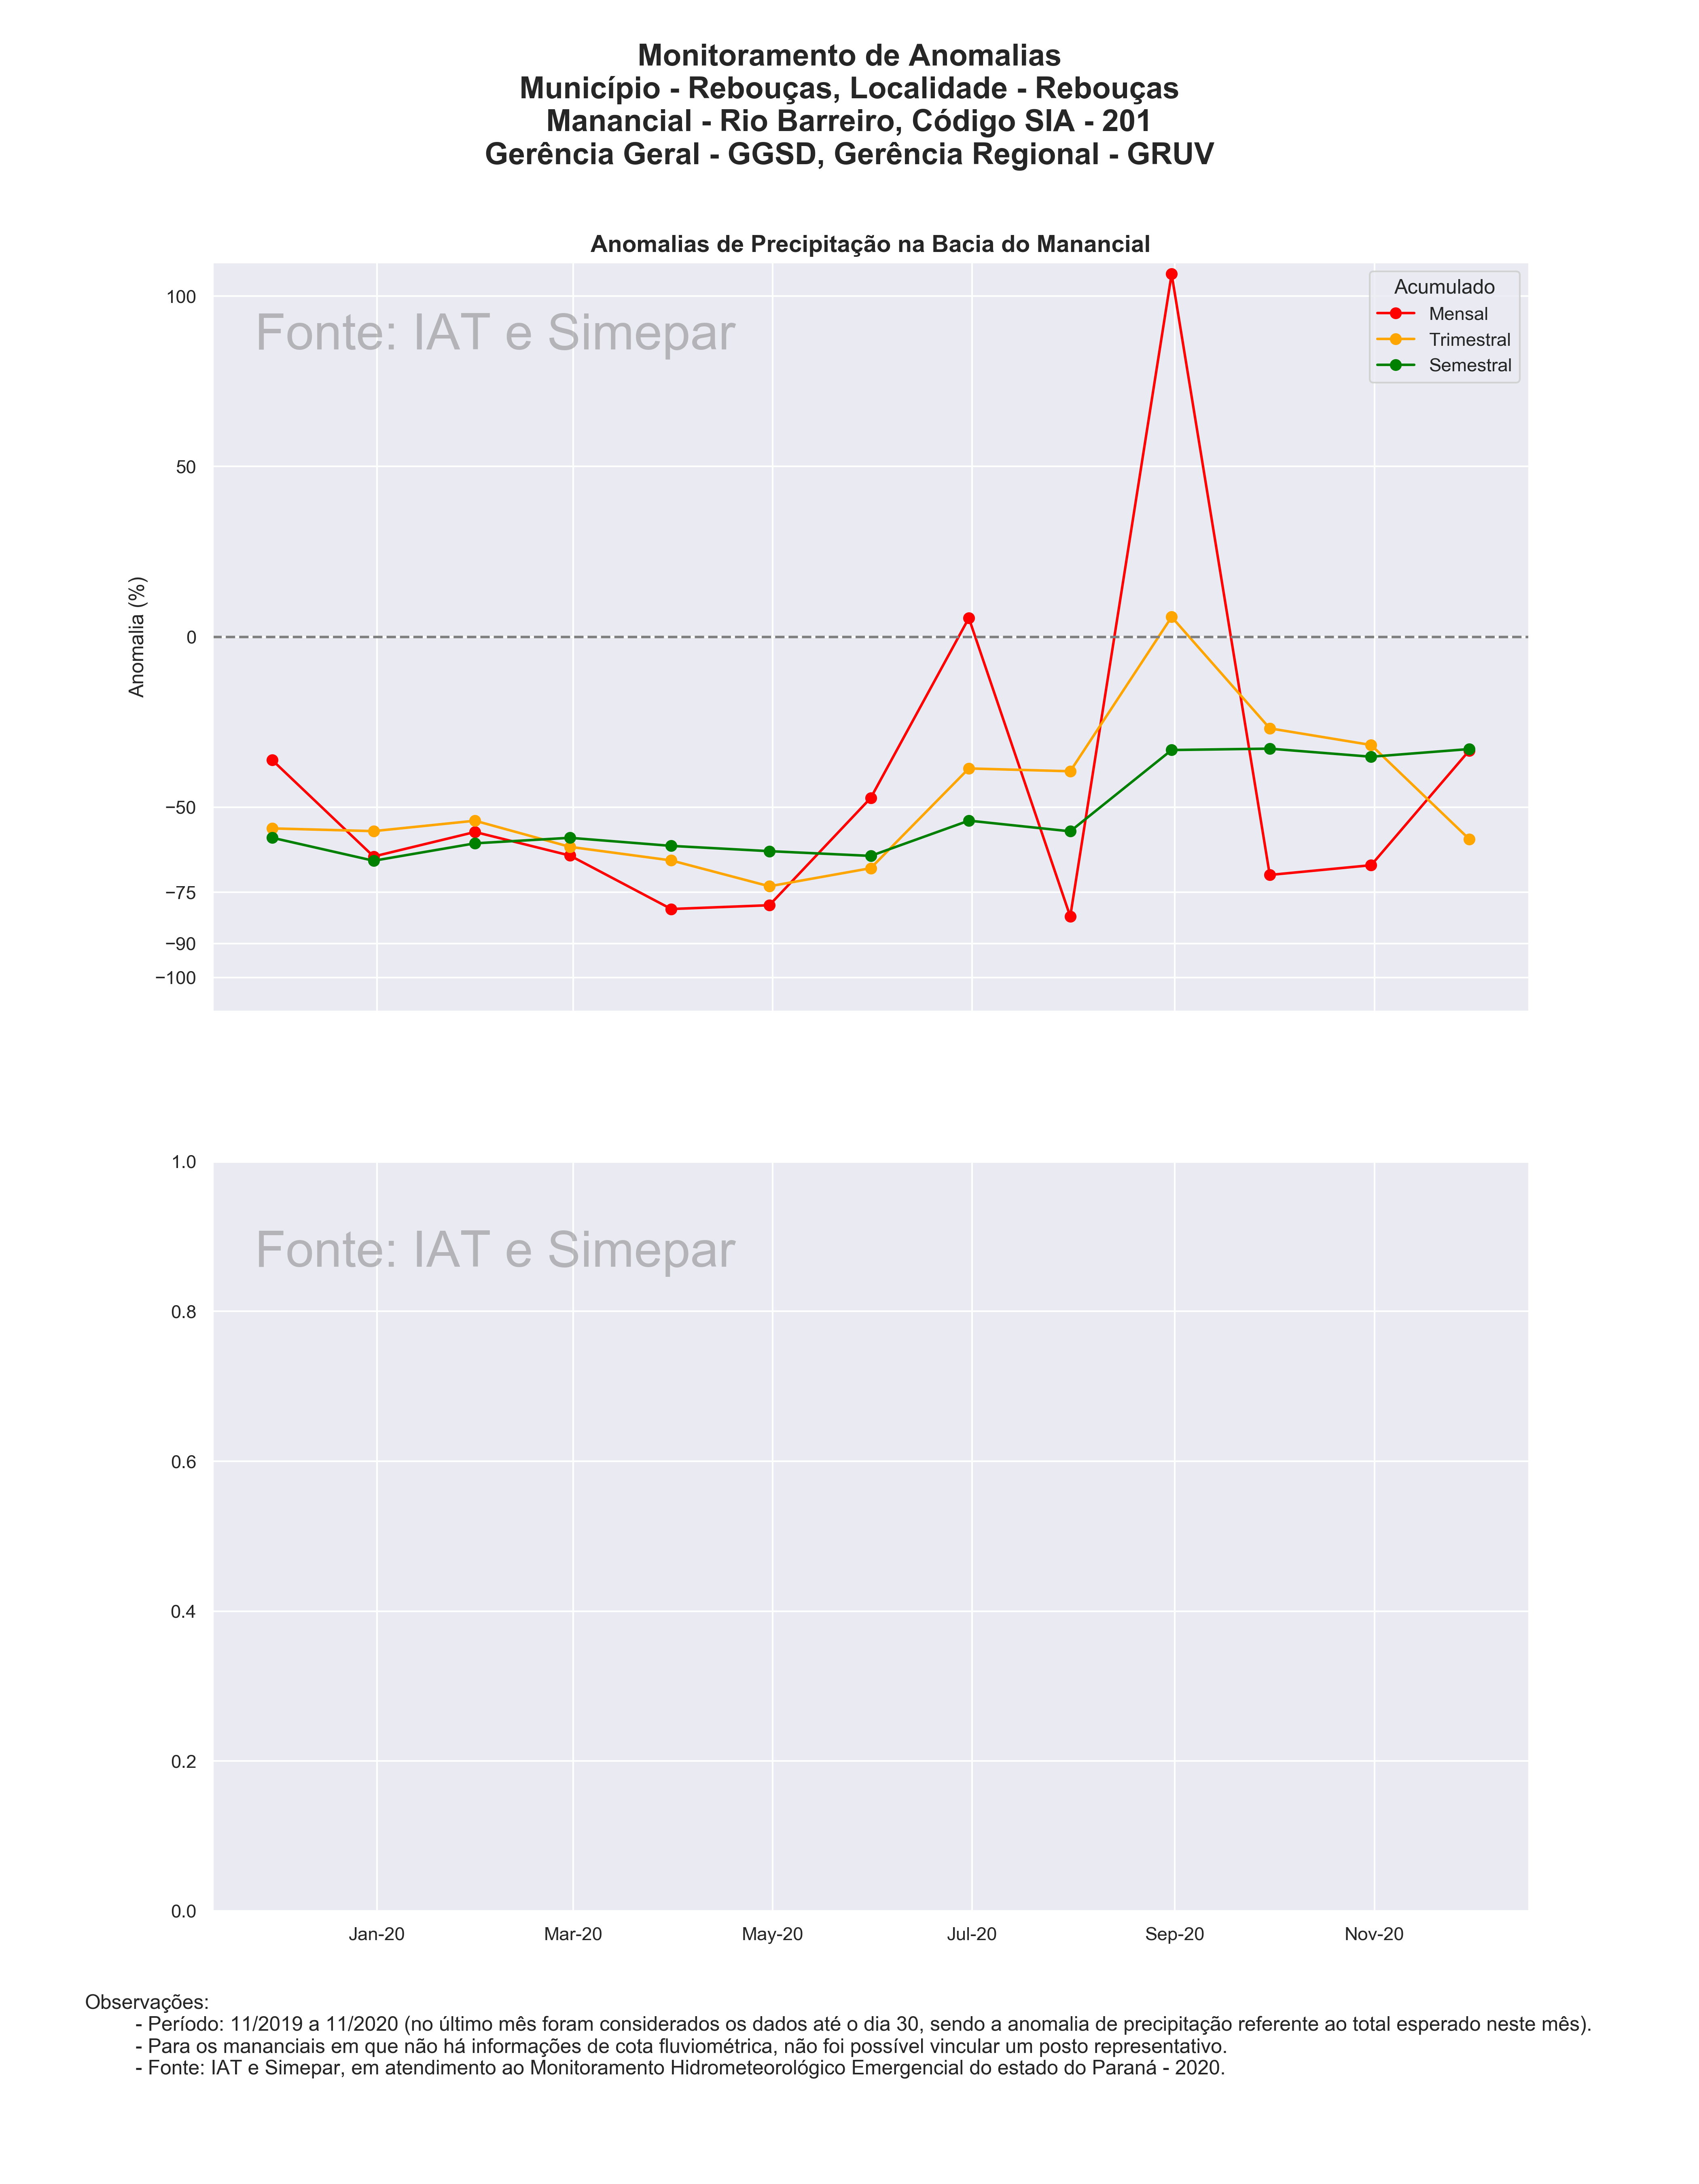 Monitoramento de Anomalias
Município - Rebouças, Localidade - Rebouças
Manancial - Rio Barreiro, Código SIA - 201
Gerência Geral - GGSD, Gerência Regional - GRUV
Anomalias de Precipitação na Bacia do Manancial
Fonte: IAT e Simepar
Acumulado
Mensal
Trimestral
Semestral
Anomalia (%)
100
50
0
−50
−75
−90
−100
Fonte: IAT e Simepar
1.0
0.8
0.6
0.4
0.2
0.0
Jan-20 Mar-20 May-20 Jul-20 Sep-20 Nov-20
Observações:
- Período: 11/2019 a 11/2020 (no último mês foram considerados os dados até o dia 30, sendo a anomalia de precipitação referente ao total esperado neste mês).
- Para os mananciais em que não há informações de cota fluviométrica, não foi possível vincular um posto representativo.
- Fonte: IAT e Simepar, em atendimento ao Monitoramento Hidrometeorológico Emergencial do estado do Paraná - 2020.